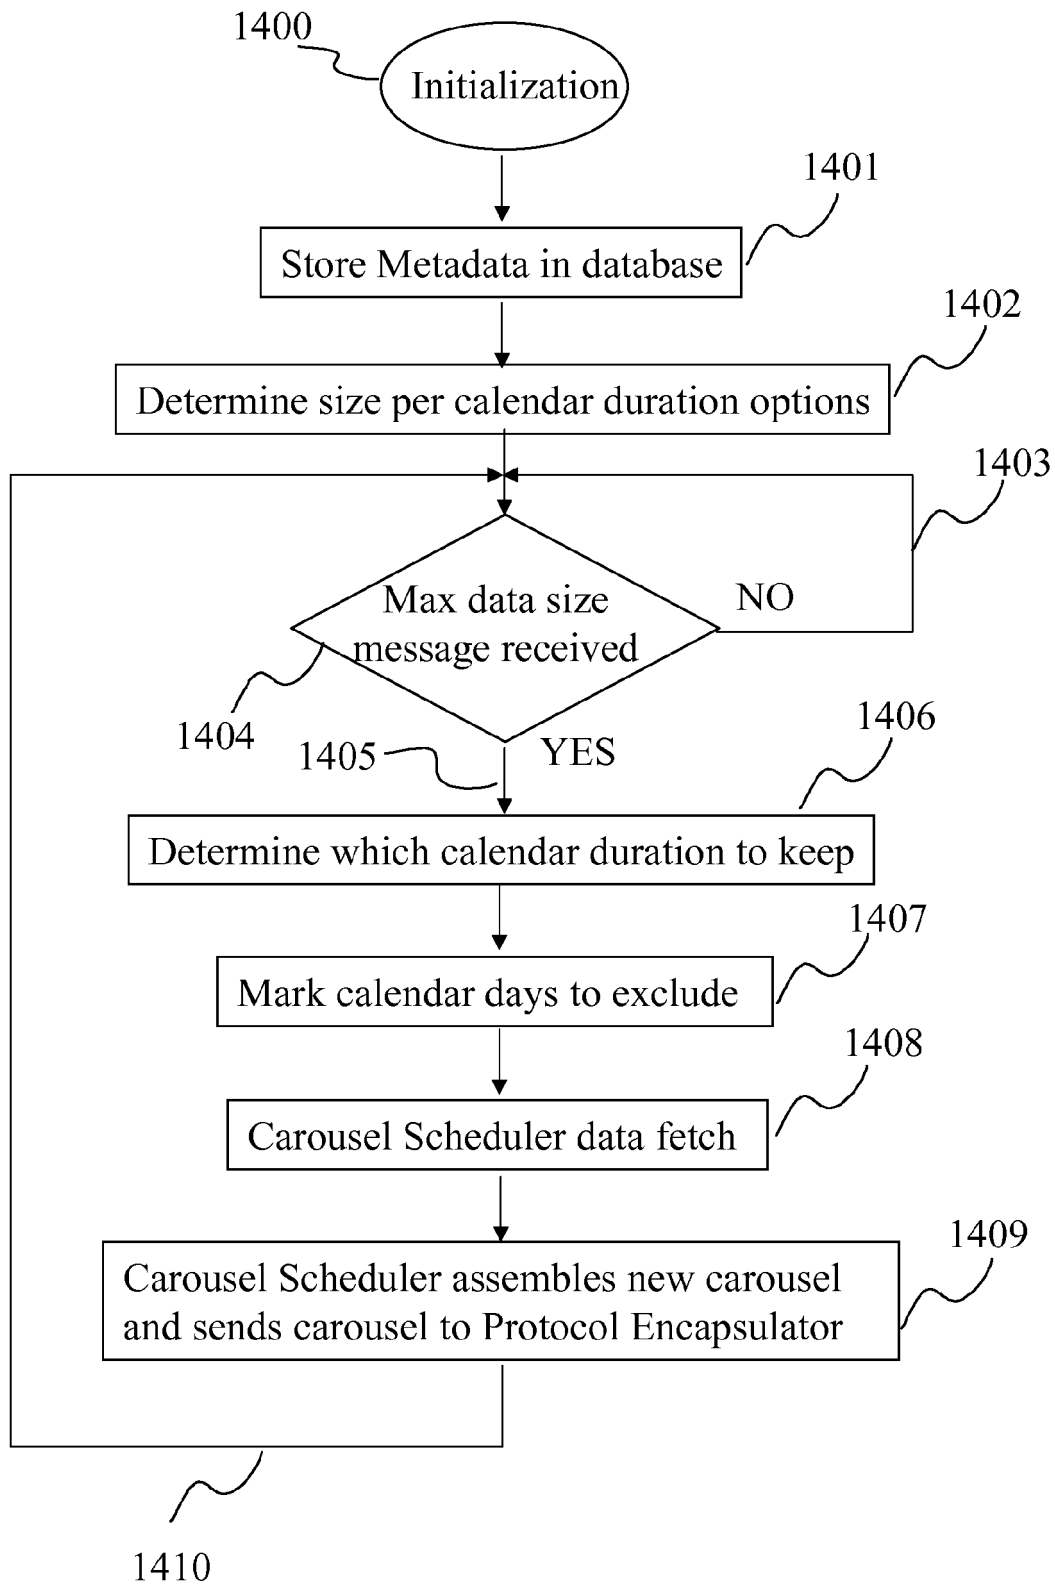 1400
Initialization
1401
Store Metadata in database
1402
Determine size per calendar duration options
1403
Max data size
message received
NO
1404
1405
YES
1406
Determine which calendar duration to keep
1407
Mark calendar days to exclude
1408
Carousel Scheduler data fetch
1409
Carousel Scheduler assembles new carousel
and sends carousel to Protocol Encapsulator
1410